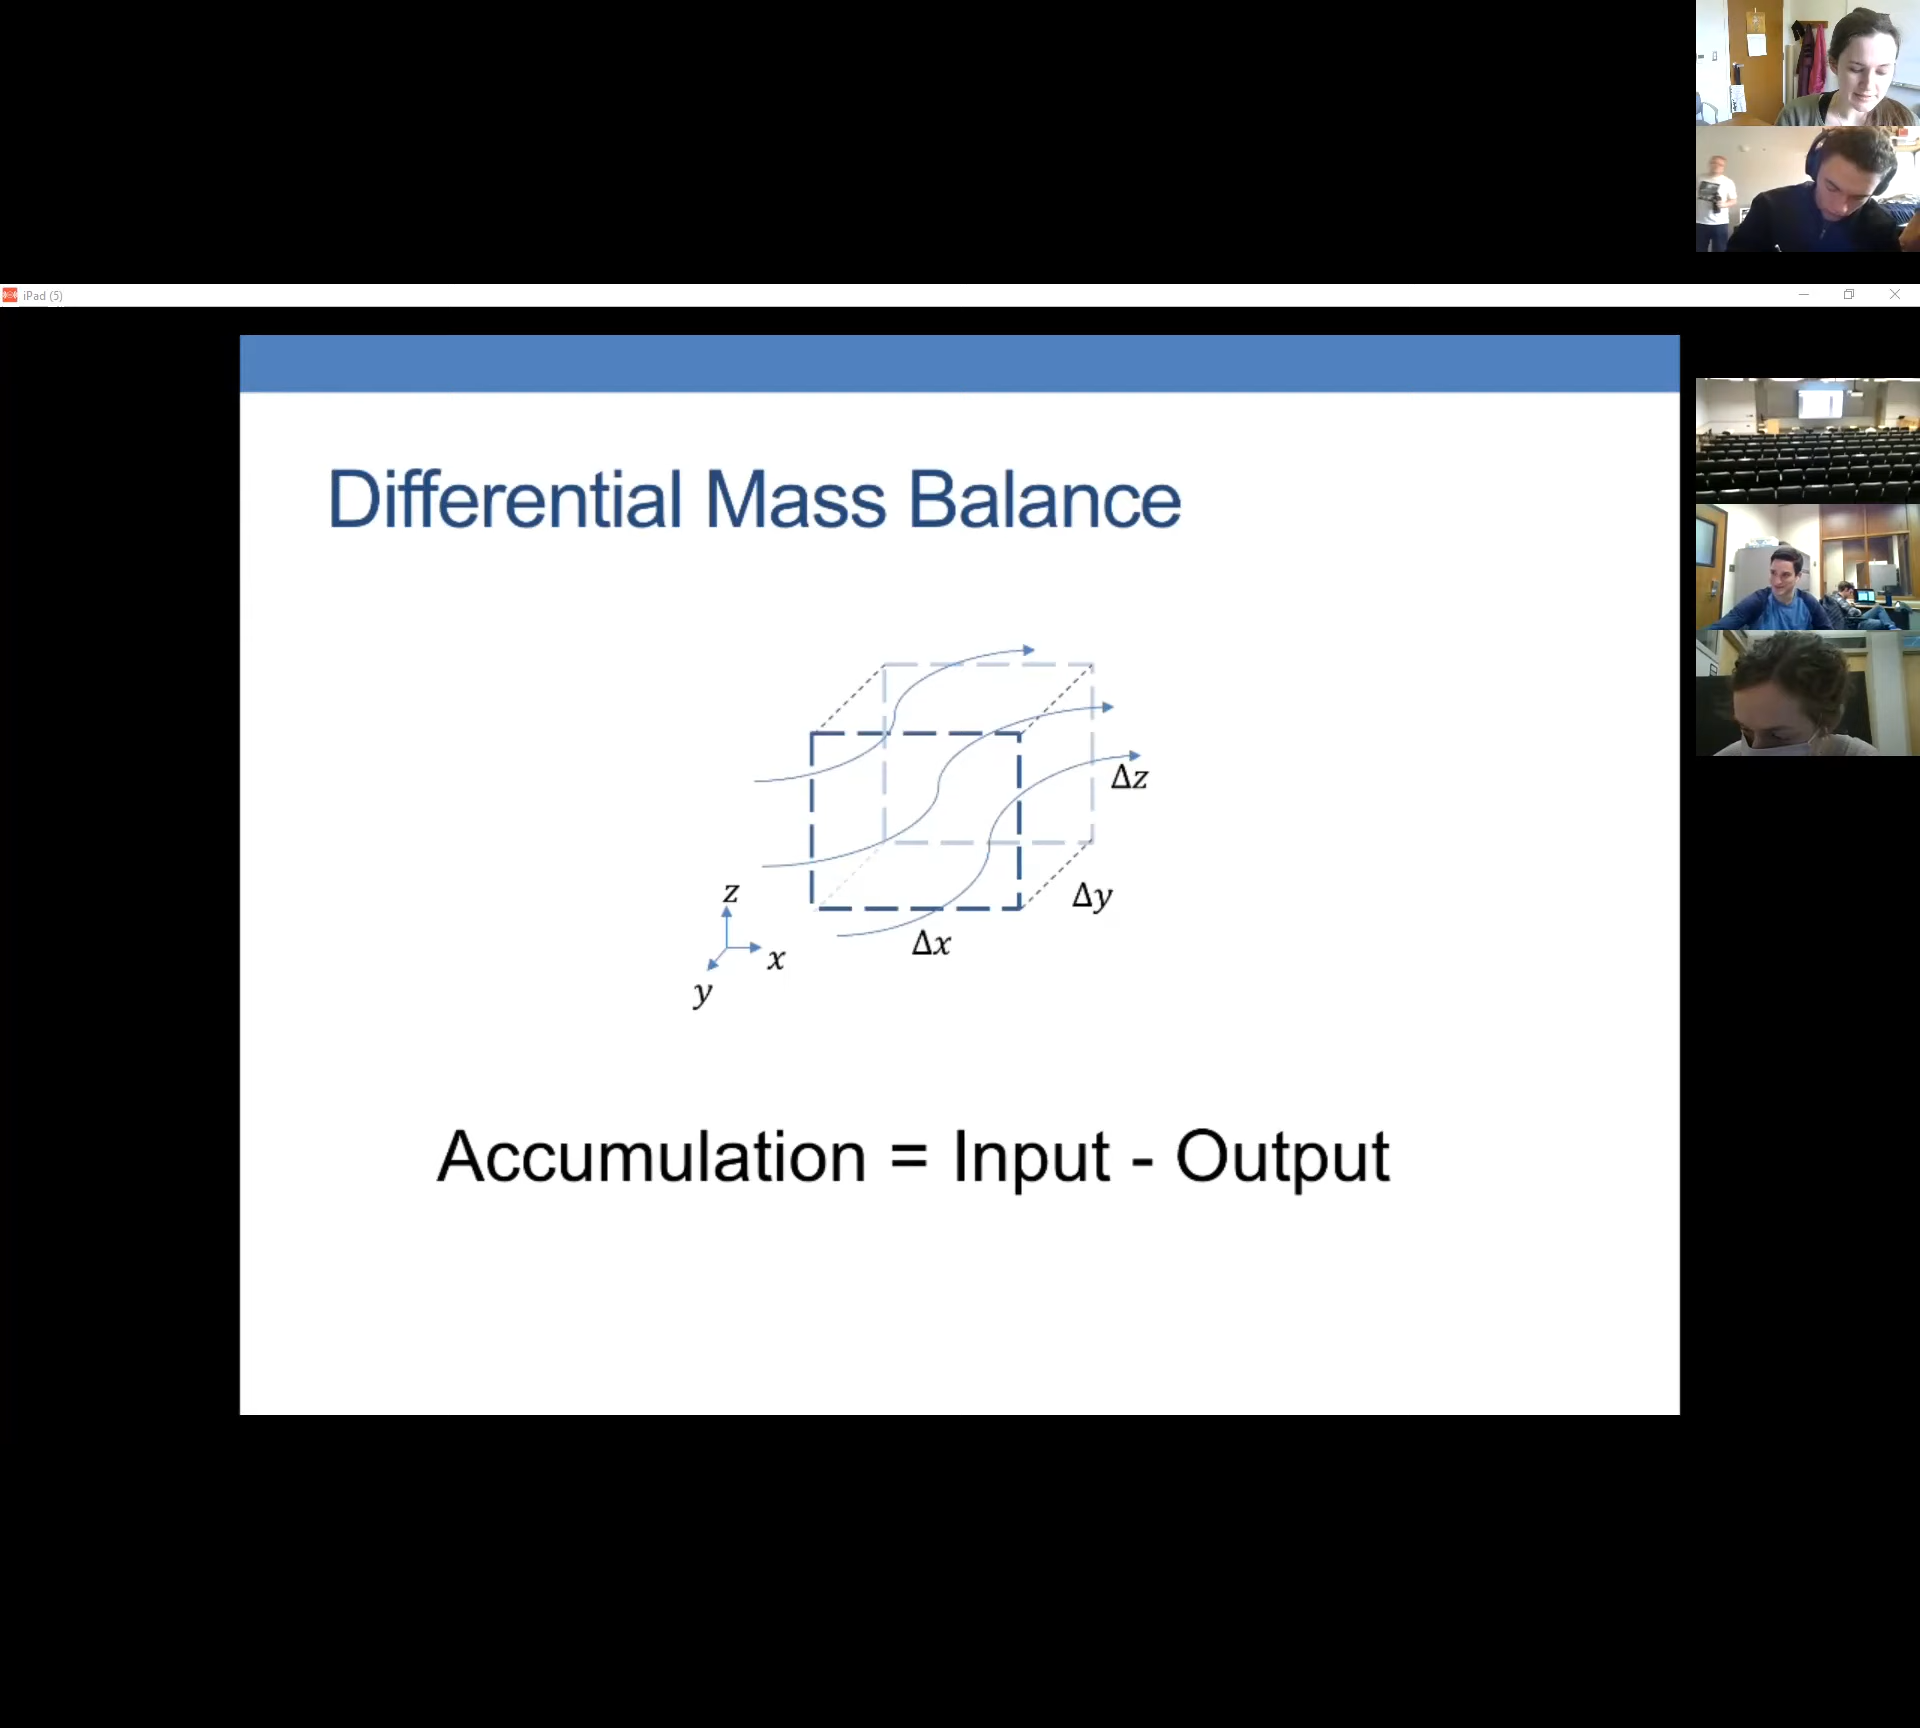 iPad (5)
Differential Mass Balance
Δz
z
Δy
Δx
x
y
Accumulation = Input - Output